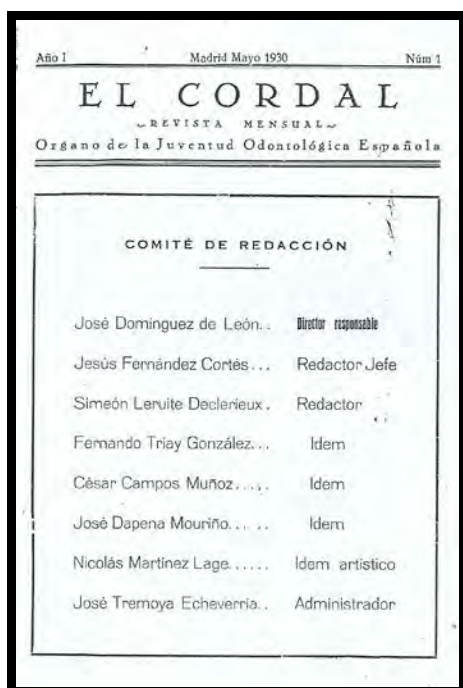 Año I Madrid Mayo 1930 Núm 1
EL CORDAL
~REVISTA MENSUAL~
Organo de la Juventud Odontológica Española
COMITÉ DE REDACCIÓN
José Dominguez de León.. Director responsable
Jesús Fernández Cortés... Redactor Jefe
Simeón Leruite Declerieux. Redactor
Fernando Triay González... Idem
César Campos Muñoz..... Idem
José Dapena Mouriño..... Idem
Nicolás Martínez Lage...... Idem artistico
José Tremoya Echeverria.. Administrador